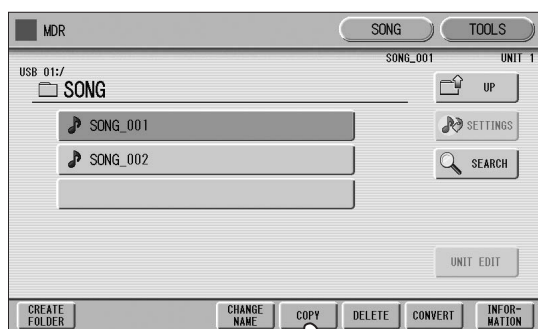 MDR
SONG
TOOLS
SONG_001
UNIT 1
USB 01:/
SONG
UP
SONG_001
SETTINGS
SONG_002
SEARCH
UNIT EDIT
CREATE
FOLDER
CHANGE
NAME
COPY
DELETE
CONVERT
INFOR-
MATION